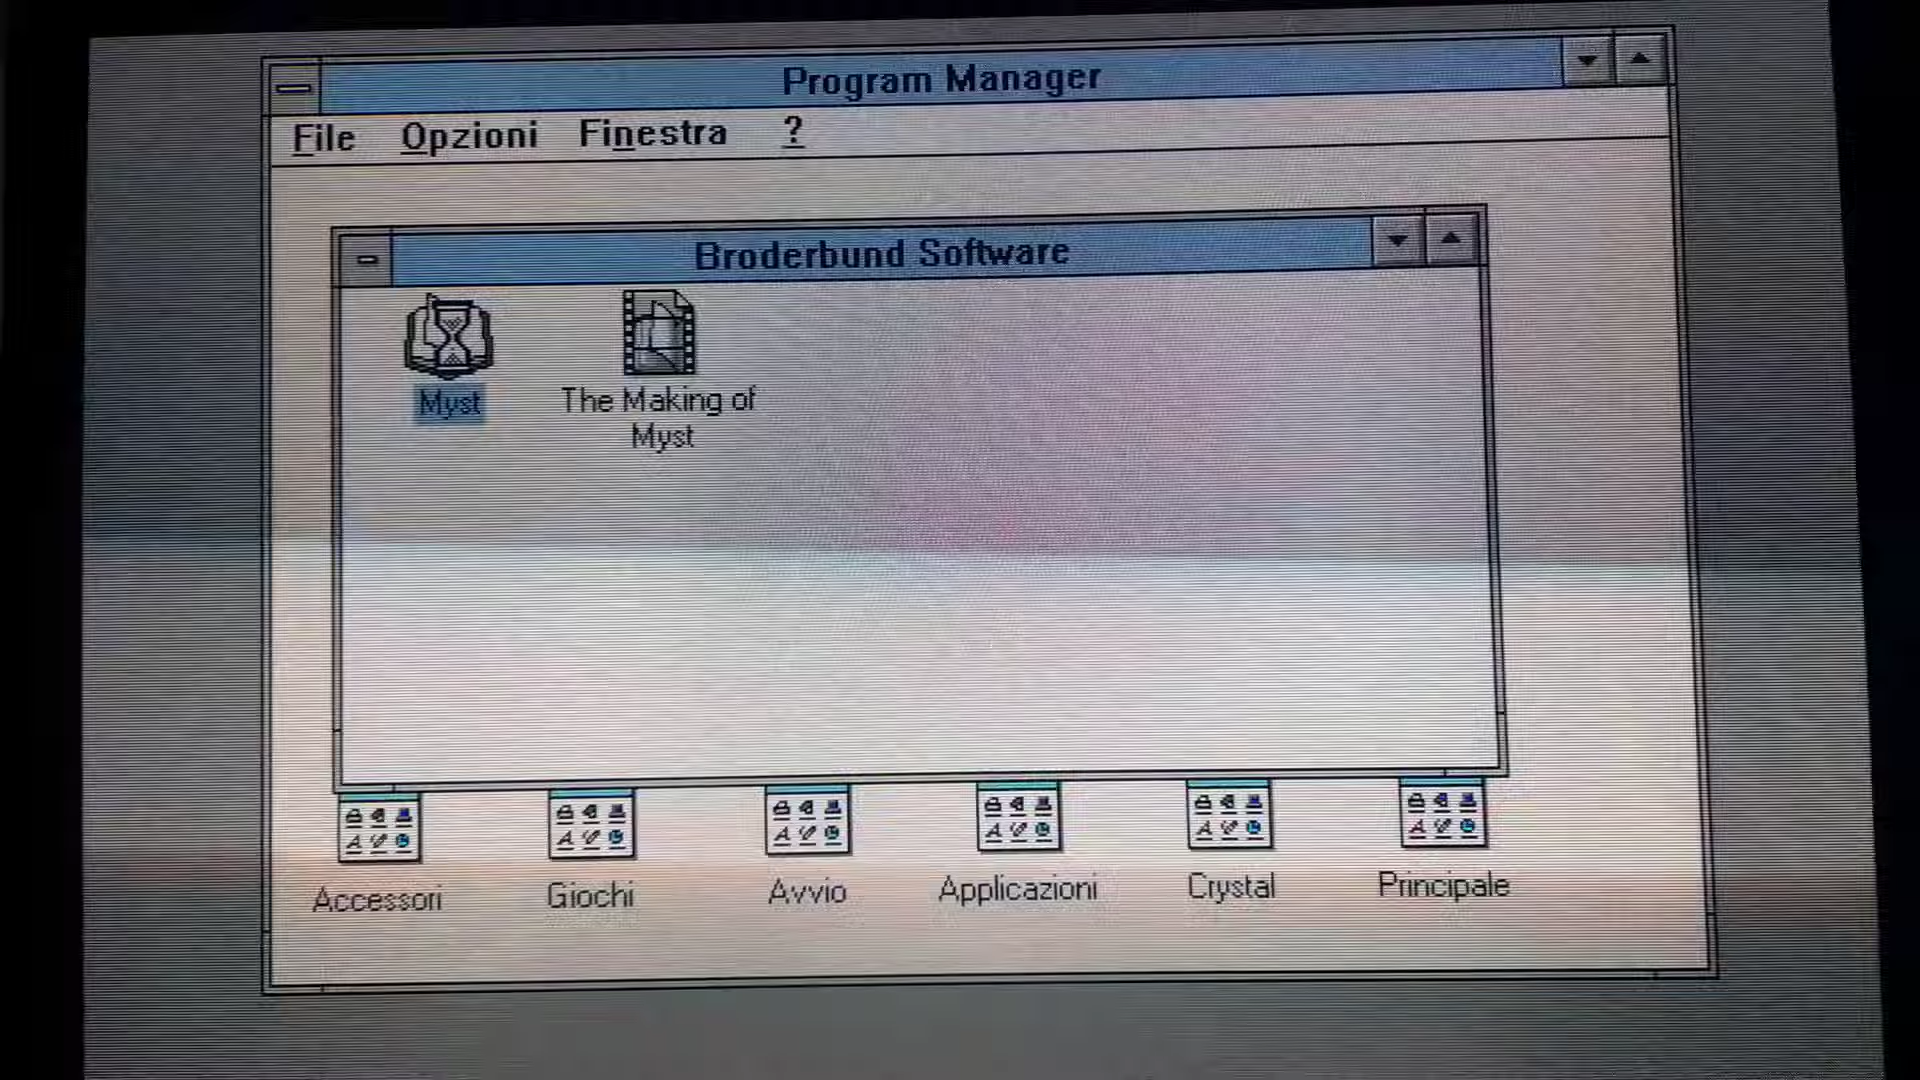 Program Manager
File Opzioni Finestra ?
Broderbund Software
Myst
The Making of
Myst
Accessori Giochi Avvio Applicazioni Crystal Principale